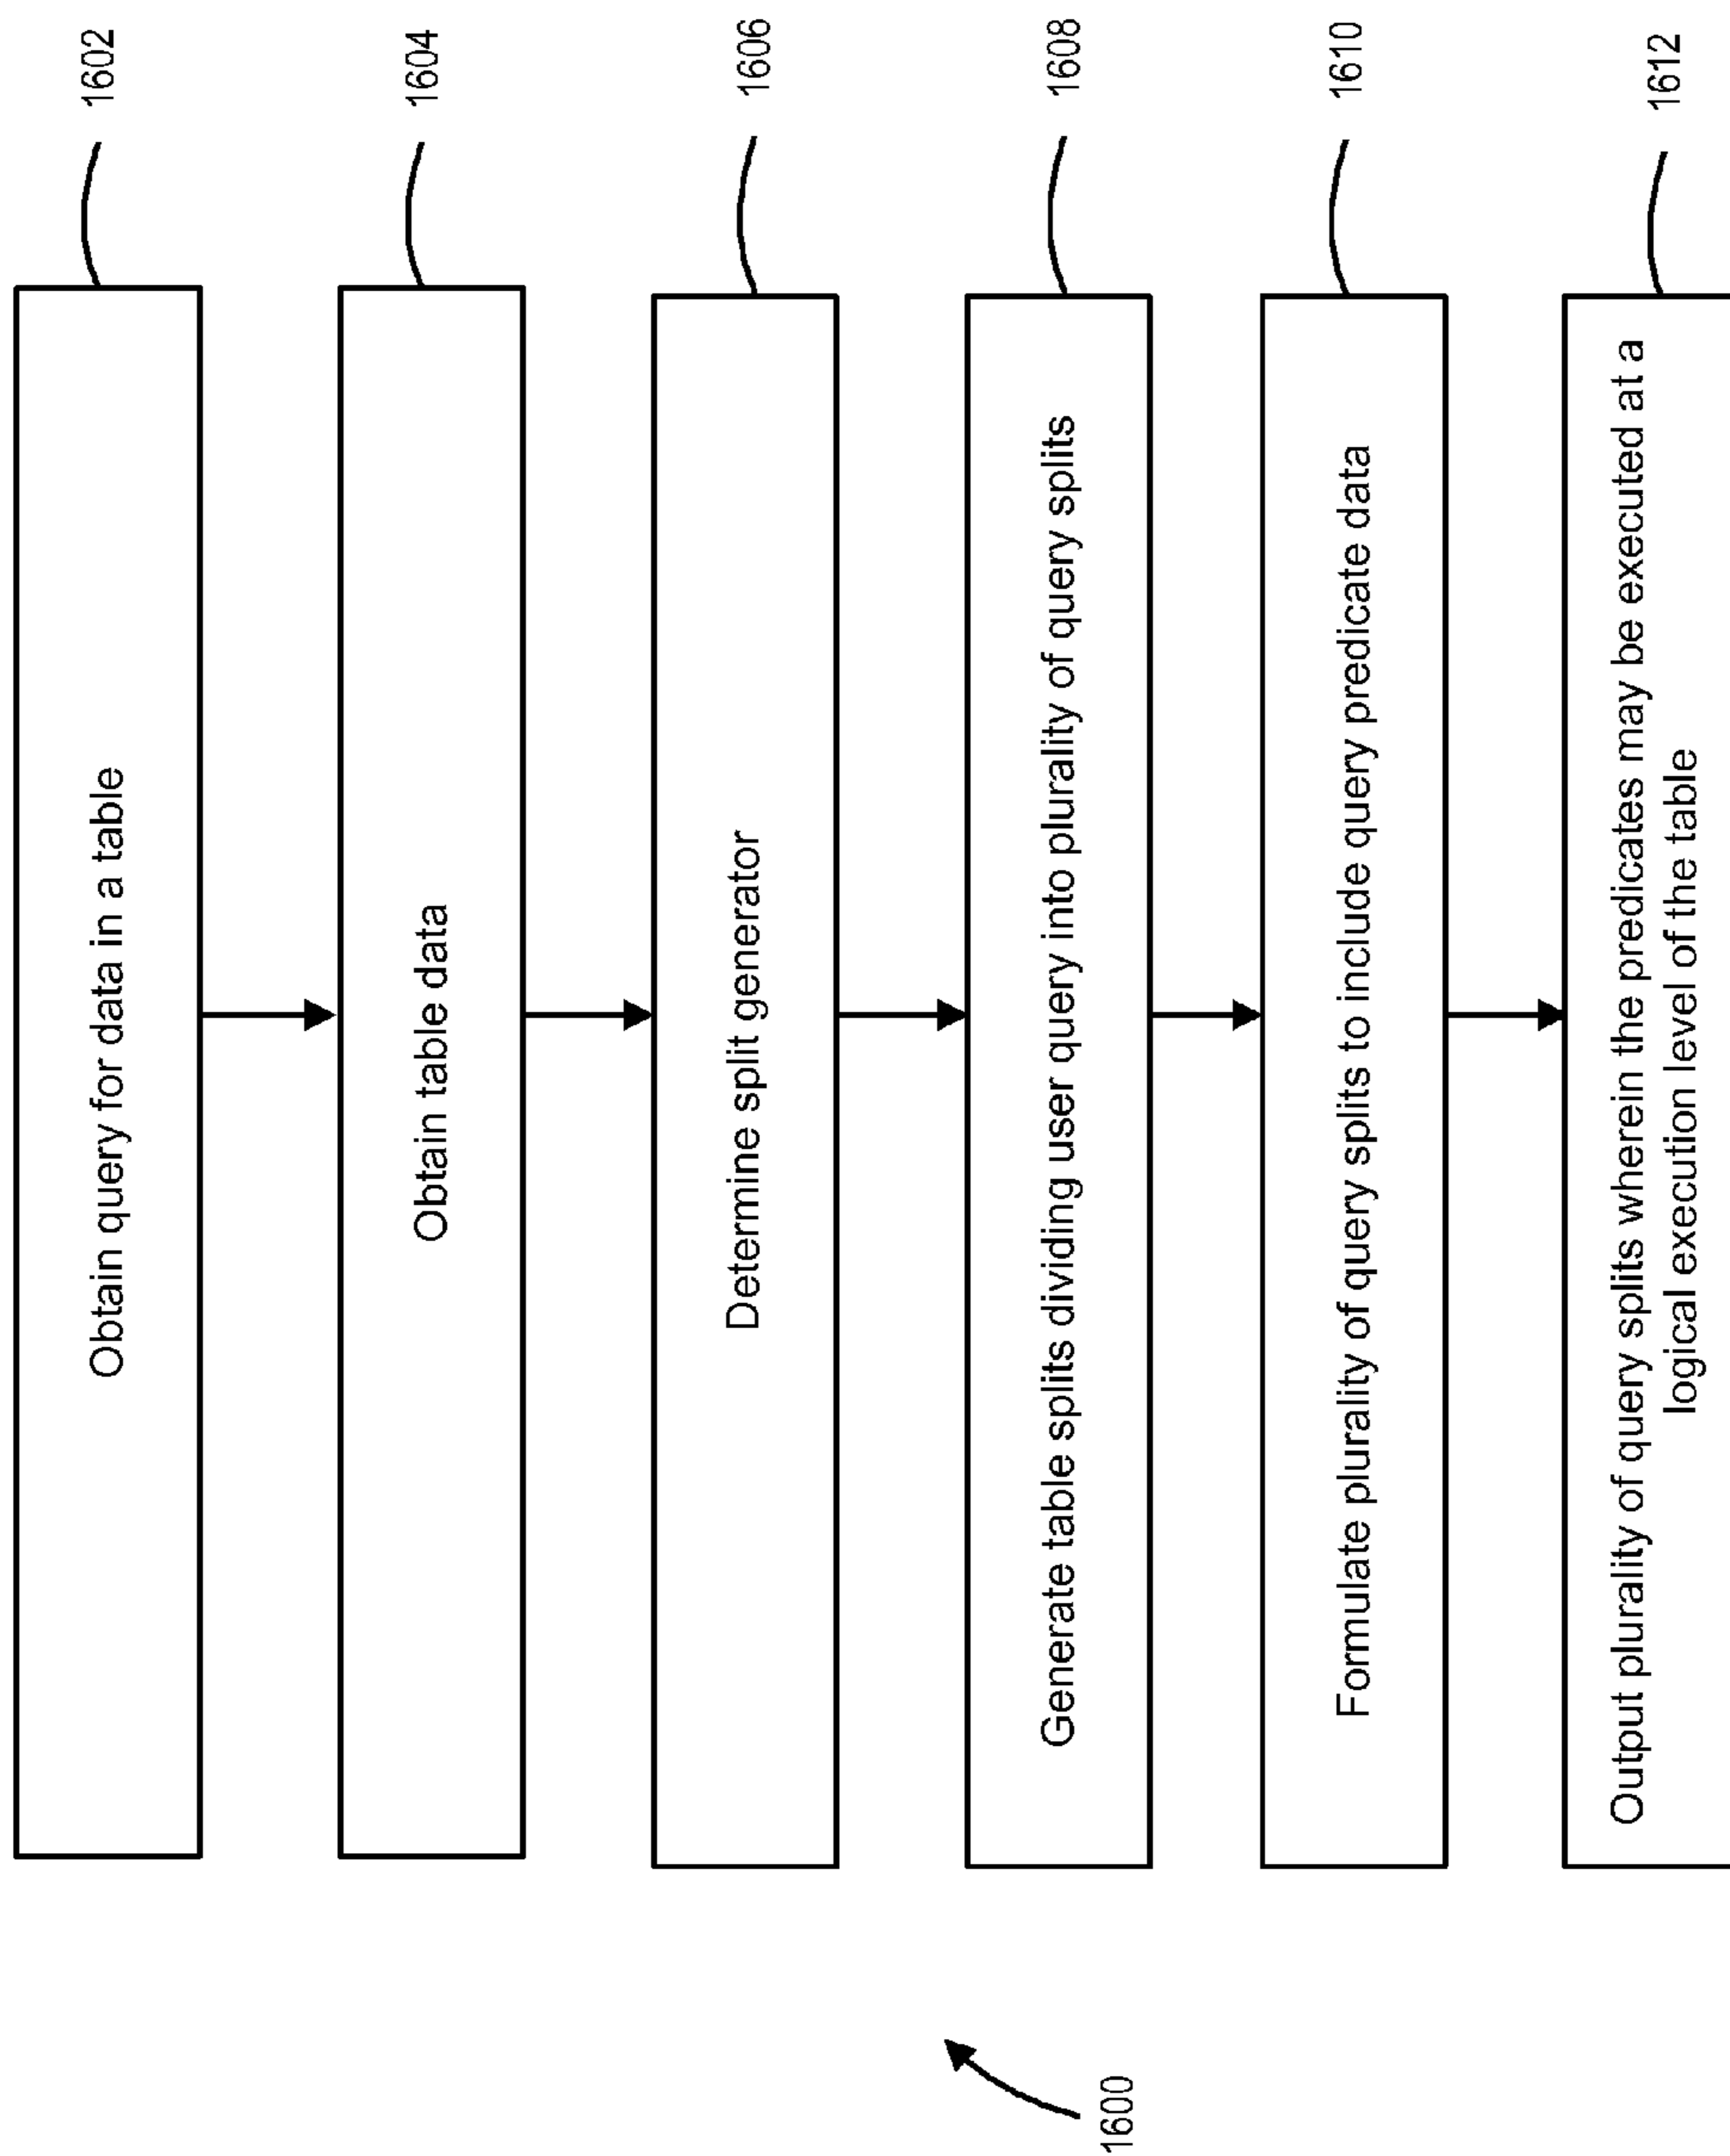 1600
Obtain query for data in a table
1602
Obtain table data
1604
Determine split generator
1606
Generate table splits dividing user query into plurality of query splits
1608
Formulate plurality of query splits to include query predicate data
1610
Output plurality of query splits wherein the predicates may be executed at a
logical execution level of the table
1612